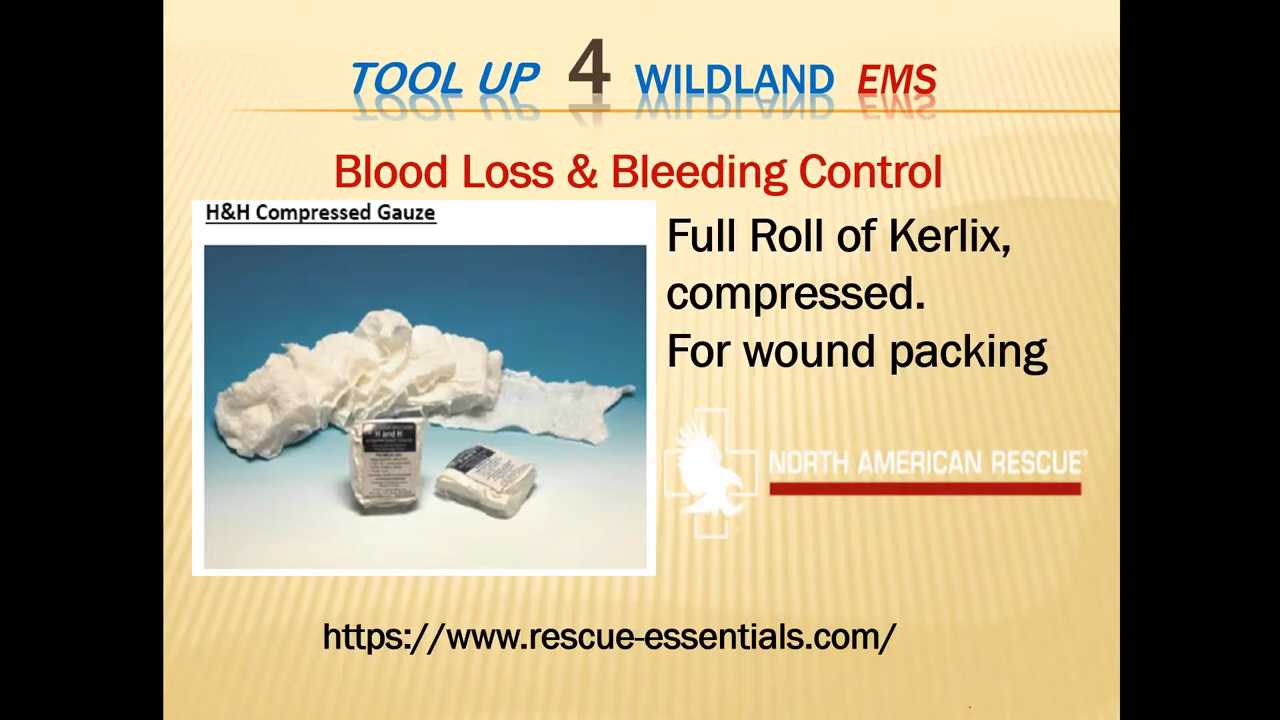 TOOL UP 4 WILDLAND EMS
Blood Loss & Bleeding Control
H&H Compressed Gauze
Full Roll of Kerlix,
compressed.
For wound packing
H and H
NORTH AMERICAN RESCUE®
https://www.rescue-essentials.com/